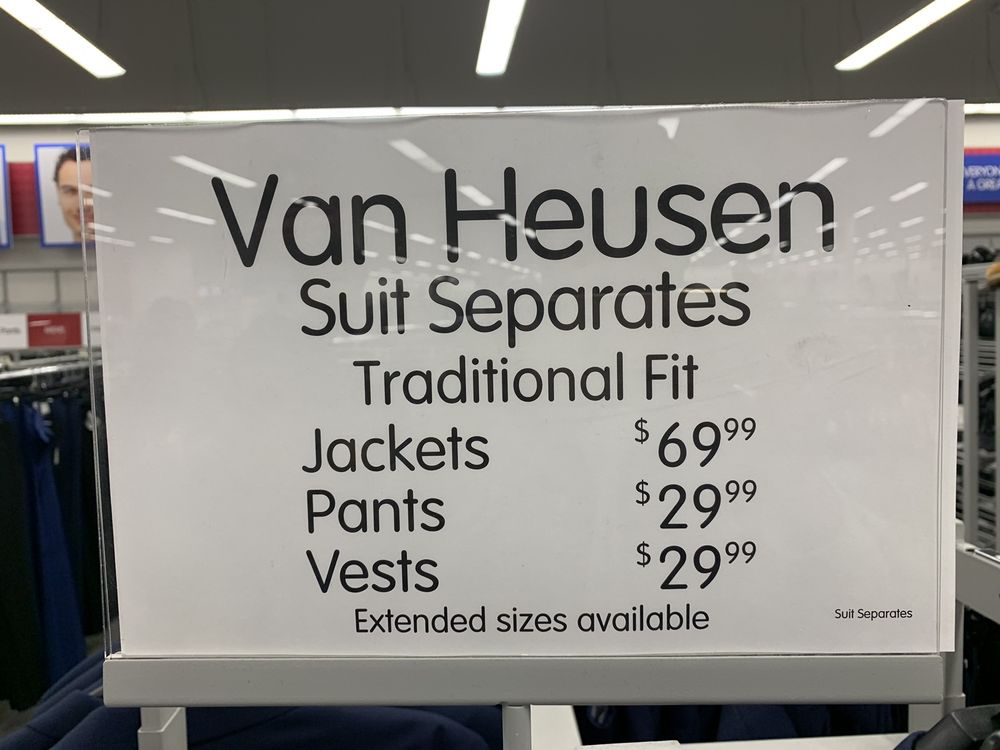 Van Heusen
Suit Separates
Traditional Fit
Jackets $69.99
Pants $29.99
Vests $29.99
Extended sizes available
Suit Separates